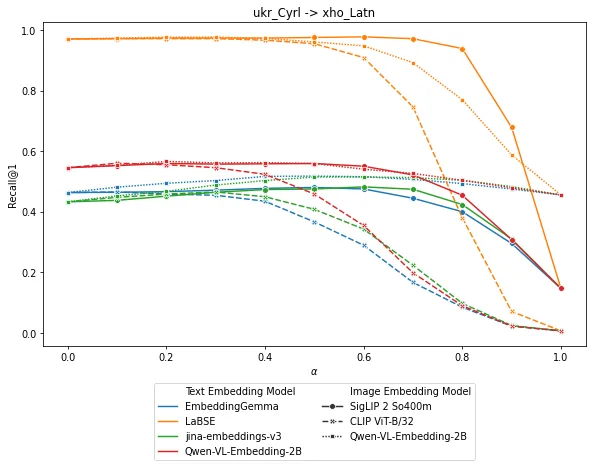 ukr_Cyrl -> xho_Latn
1.0
0.8
0.6
0.4
0.2
0.0
Recall@1
0.0 0.2 0.4 0.6 0.8 1.0
α
Text Embedding Model
EmbeddingGemma
LaBSE
jina-embeddings-v3
Qwen-VL-Embedding-2B
Image Embedding Model
SigLIP 2 So400m
CLIP ViT-B/32
Qwen-VL-Embedding-2B